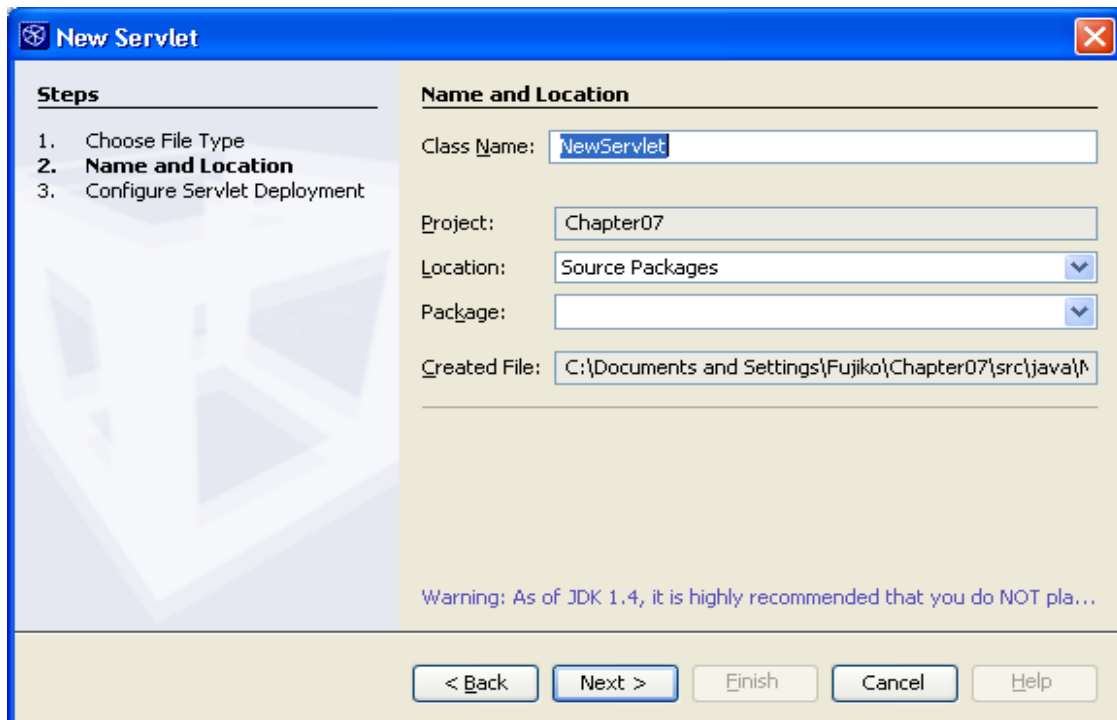 New Servlet
Steps
1. Choose File Type
2. Name and Location
3. Configure Servlet Deployment
Name and Location
Class Name: NewServlet
Project: Chapter07
Location: Source Packages
Package:
Created File: C:\Documents and Settings\Fujiko\Chapter07\src\java\N
Warning: As of JDK 1.4, it is highly recommended that you do NOT pla...
< Back Next > Finish Cancel Help